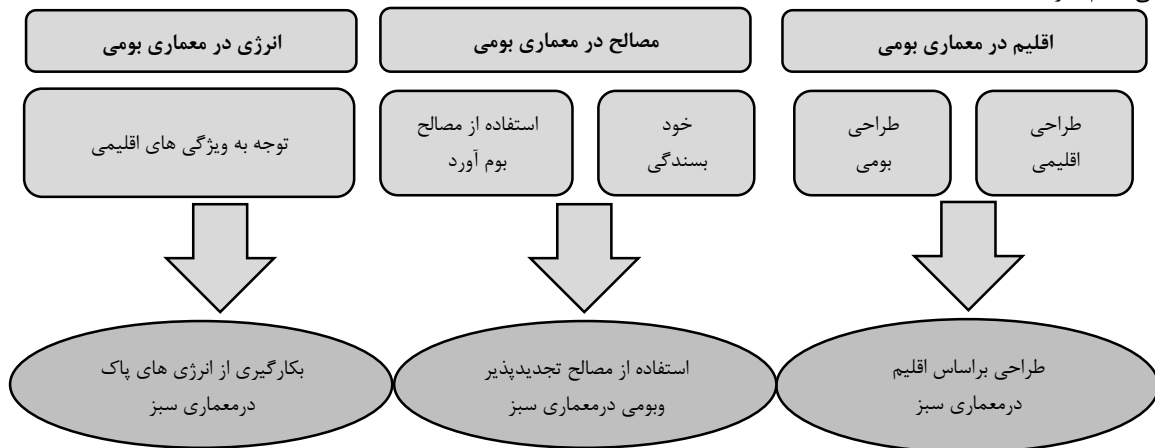 اقلیم در معماری بومی
مصالح در معماری بومی
انرژی در معماری بومی
طراحی
اقلیمی
طراحی
بومی
خود
بسندگی
استفاده از مصالح
بوم آورد
توجه به ویژگی های اقلیمی
طراحی براساس اقلیم
درمعماری سبز
استفاده از مصالح تجدیدپذیر
وبومی درمعماری سبز
بکارگیری از انرژی های پاک
درمعماری سبز